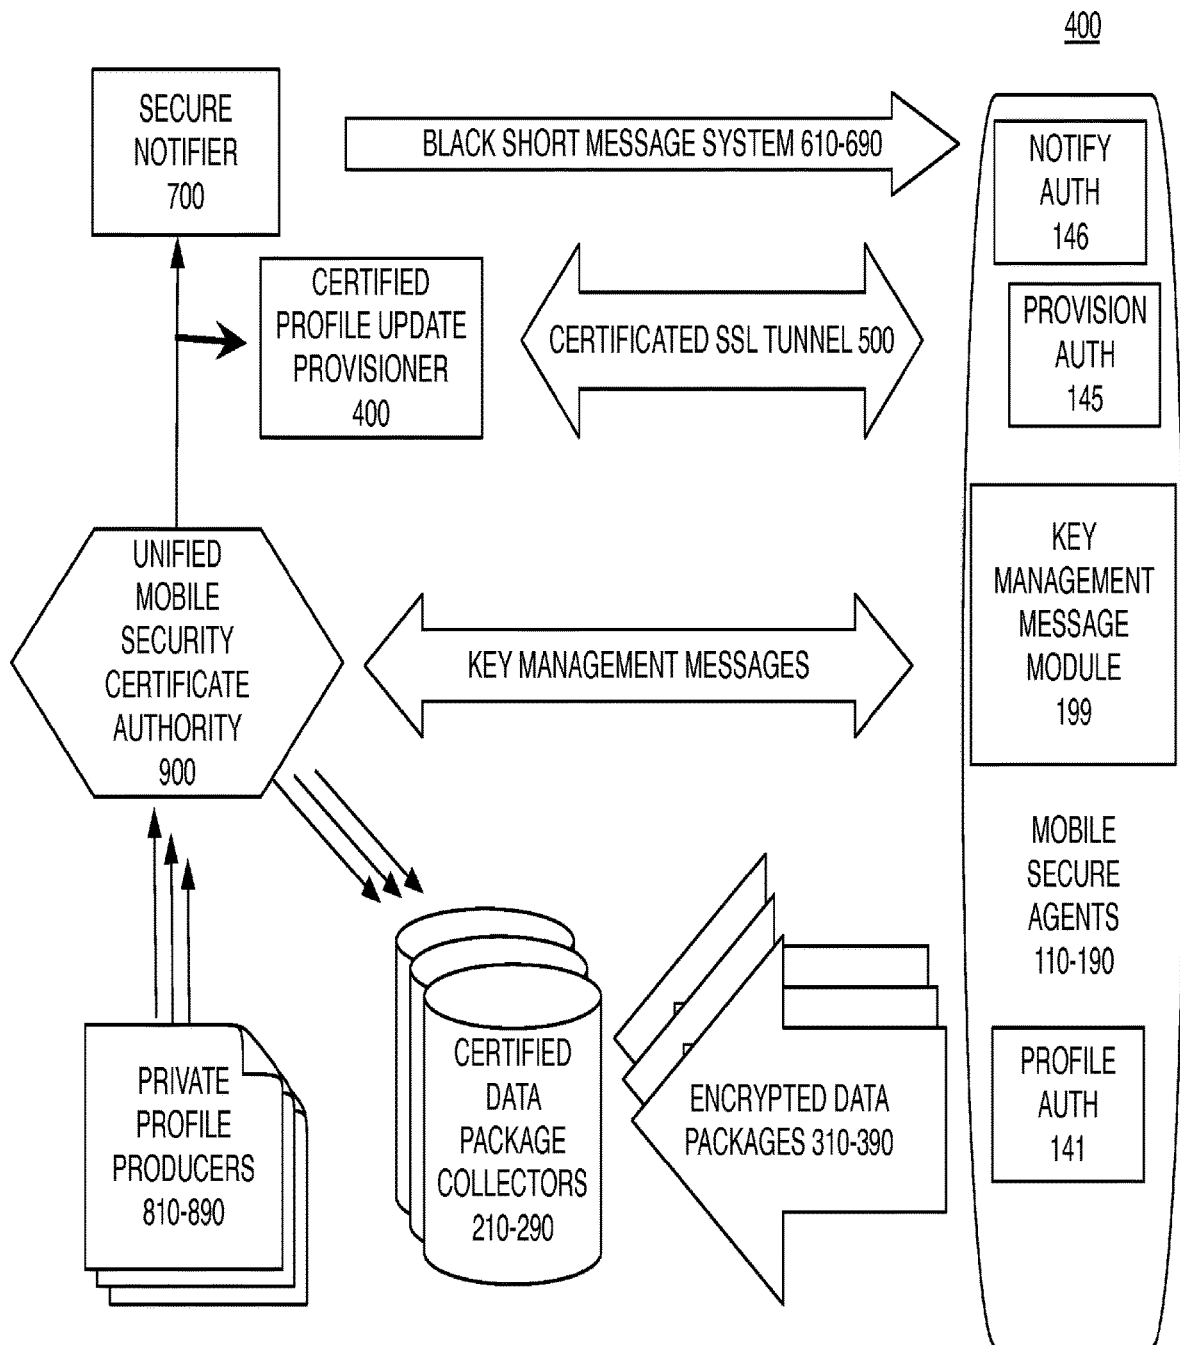 400
SECURE
NOTIFIER
700
BLACK SHORT MESSAGE SYSTEM 610-690
NOTIFY
AUTH
146
CERTIFIED
PROFILE UPDATE
PROVISIONER
400
CERTIFICATED SSL TUNNEL 500
PROVISION
AUTH
145
UNIFIED
MOBILE
SECURITY
CERTIFICATE
AUTHORITY
900
KEY MANAGEMENT MESSAGES
KEY
MANAGEMENT
MESSAGE
MODULE
199
MOBILE
SECURE
AGENTS
110-190
PRIVATE
PROFILE
PRODUCERS
810-890
CERTIFIED
DATA
PACKAGE
COLLECTORS
210-290
ENCRYPTED DATA
PACKAGES 310-390
PROFILE
AUTH
141